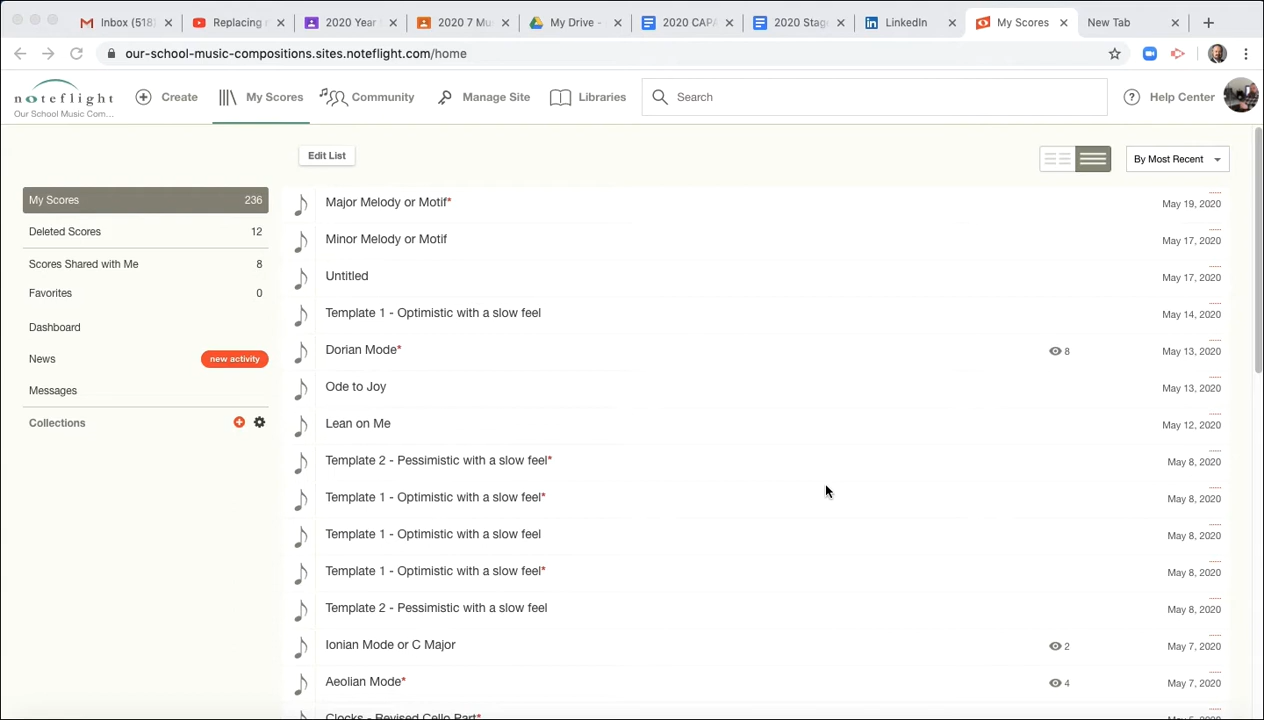 Inbox (518) Replacing 2020 Year 2020 7 Mu My Drive - 2020 CAPA 2020 Stag LinkedIn My Scores New Tab
our-school-music-compositions.sites.noteflight.com/home
noteflight Create My Scores Community Manage Site Libraries Search Help Center
Our School Music Com...
Edit List By Most Recent
My Scores 236
Deleted Scores 12
Scores Shared with Me 8
Favorites 0
Dashboard
News new activity
Messages
Collections
Major Melody or Motif* May 19, 2020
Minor Melody or Motif May 17, 2020
Untitled May 17, 2020
Template 1 - Optimistic with a slow feel May 14, 2020
Dorian Mode* 8 May 13, 2020
Ode to Joy May 13, 2020
Lean on Me May 12, 2020
Template 2 - Pessimistic with a slow feel* May 8, 2020
Template 1 - Optimistic with a slow feel* May 8, 2020
Template 1 - Optimistic with a slow feel May 8, 2020
Template 1 - Optimistic with a slow feel* May 8, 2020
Template 2 - Pessimistic with a slow feel May 8, 2020
Ionian Mode or C Major 2 May 7, 2020
Aeolian Mode* 4 May 7, 2020
Clocks - Revised Cello Part*